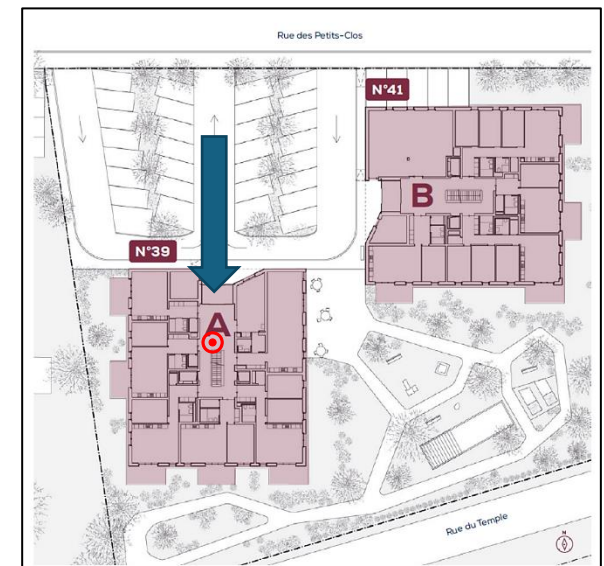 Rue des Petits-Clos
N°41
B
N°39
A
Rue du Temple
N